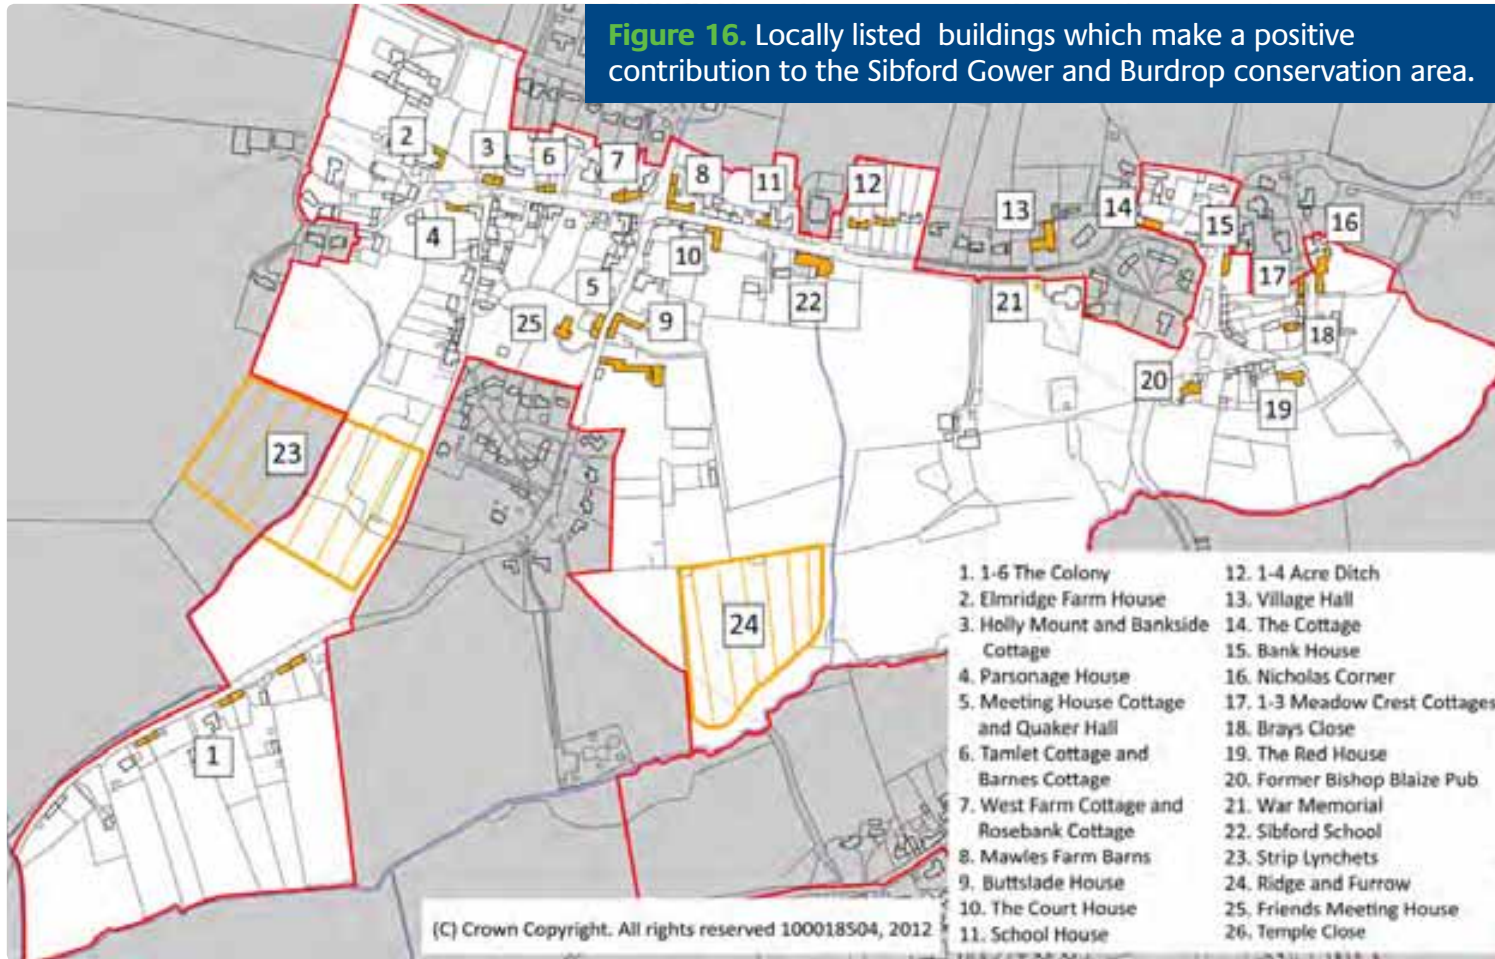 Figure 16. Locally listed buildings which make a positive
contribution to the Sibford Gower and Burdrop conservation area.
2
3
6
7
8
11
12
13
14
15
16
4
10
17
5
22
21
25
9
18
20
19
23
24
1
1. 1-6 The Colony
2. Elmridge Farm House
3. Holly Mount and Bankside
Cottage
4. Parsonage House
5. Meeting House Cottage
and Quaker Hall
6. Tamlet Cottage and
Barnes Cottage
7. West Farm Cottage and
Rosebank Cottage
8. Mawles Farm Barns
9. Buttslade House
10. The Court House
11. School House
12. 1-4 Acre Ditch
13. Village Hall
14. The Cottage
15. Bank House
16. Nicholas Corner
17. 1-3 Meadow Crest Cottages
18. Brays Close
19. The Red House
20. Former Bishop Blaize Pub
21. War Memorial
22. Sibford School
23. Strip Lynchets
24. Ridge and Furrow
25. Friends Meeting House
26. Temple Close
(C) Crown Copyright. All rights reserved 100018504, 2012